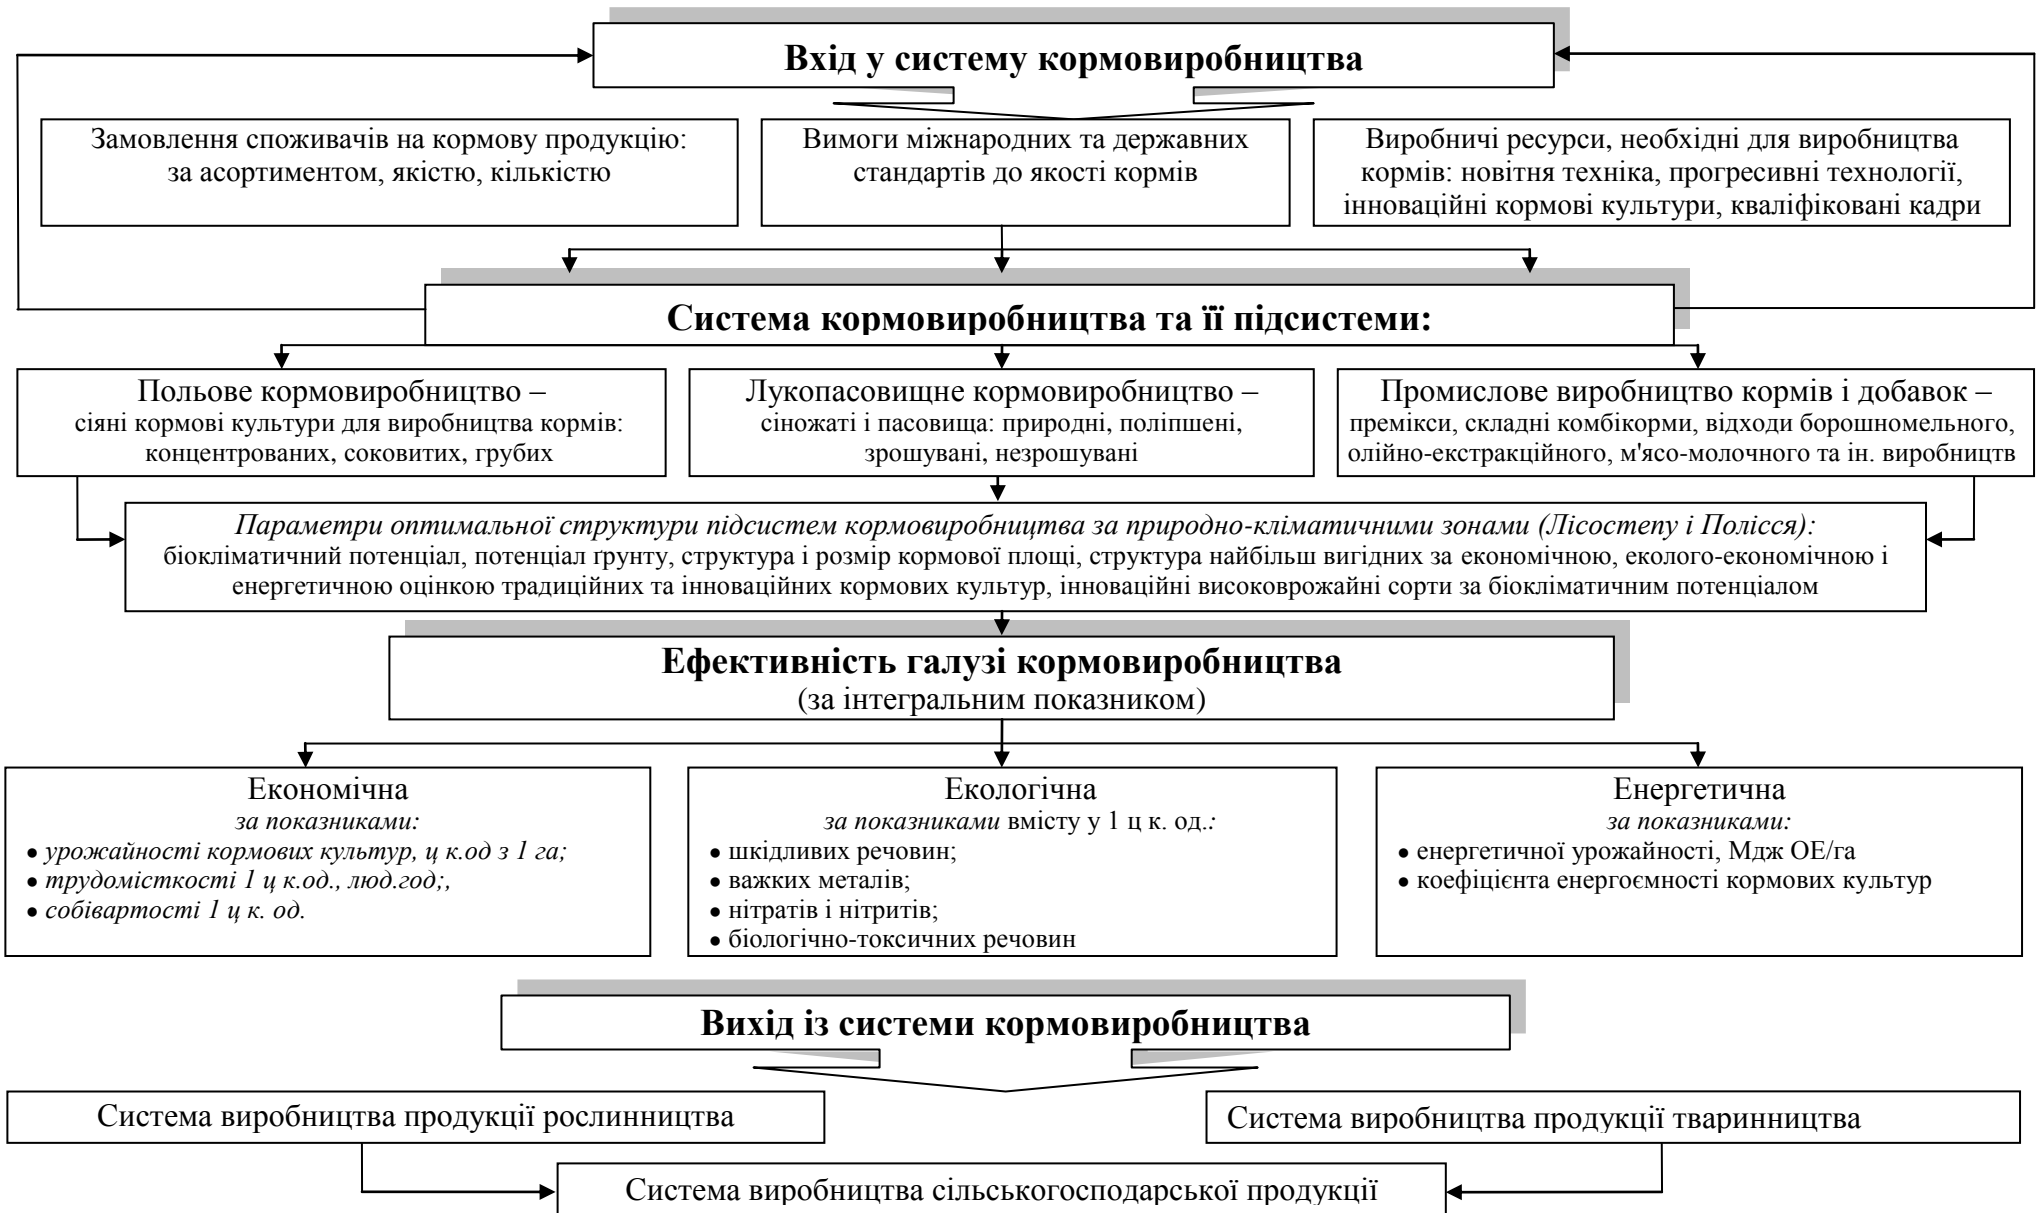 Вхід у систему кормовиробництва
Замовлення споживачів на кормову продукцію:
за асортиментом, якістю, кількістю
Вимоги міжнародних та державних
стандартів до якості кормів
Виробничі ресурси, необхідні для виробництва
кормів: новітня техніка, прогресивні технології,
інноваційні кормові культури, кваліфіковані кадри
Система кормовиробництва та її підсистеми:
Польове кормовиробництво –
сіяні кормові культури для виробництва кормів:
концентрованих, соковитих, грубих
Лукопасовищне кормовиробництво –
сіножаті і пасовища: природні, поліпшені,
зрошувані, незрошувані
Промислове виробництво кормів і добавок –
премікси, складні комбікорми, відходи борошномельного,
олійно-екстракційного, м'ясо-молочного та ін. виробництв
Параметри оптимальної структури підсистем кормовиробництва за природно-кліматичними зонами (Лісостепу і Полісся):
біокліматичний потенціал, потенціал ґрунту, структура і розмір кормової площі, структура найбільш вигідних за економічною, еколого-економічною і
енергетичною оцінкою традиційних та інноваційних кормових культур, інноваційні високоврожайні сорти за біокліматичним потенціалом
Ефективність галузі кормовиробництва
(за інтегральним показником)
Економічна
за показниками:
• урожайності кормових культур, ц к.од з 1 га;
• трудомісткості 1 ц к.од., люд.год;,
• собівартості 1 ц к. од.
Екологічна
за показниками вмісту у 1 ц к. од.:
• шкідливих речовин;
• важких металів;
• нітратів і нітритів;
• біологічно-токсичних речовин
Енергетична
за показниками:
• енергетичної урожайності, Мдж ОЕ/га
• коефіцієнта енергоємності кормових культур
Вихід із системи кормовиробництва
Система виробництва продукції рослинництва
Система виробництва продукції тваринництва
Система виробництва сільськогосподарської продукції